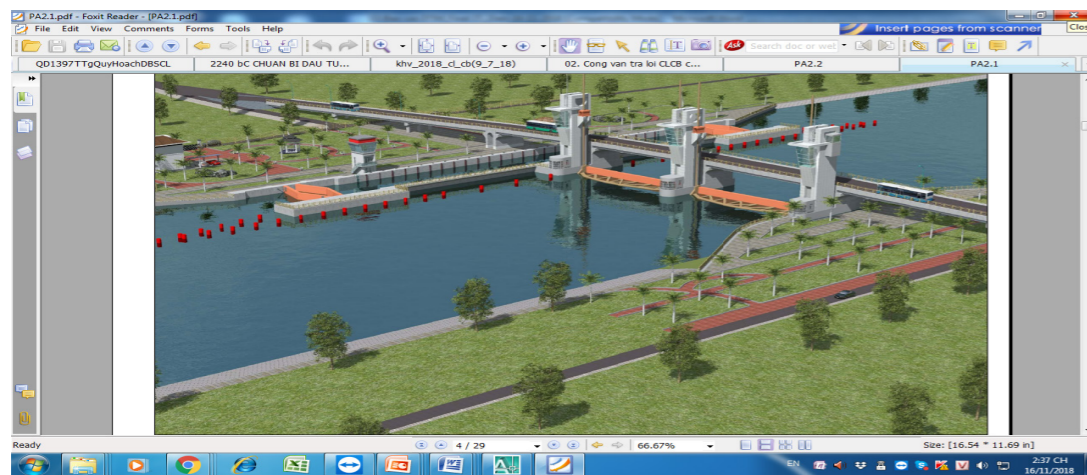 PA2.1.pdf - Foxit Reader - [PA2.1.pdf]
Clos
File Edit View Comments Forms Tools Help
Insert pages from scanner
Ask Search doc or wel
QD1397TTgQuyHoachDBSCL 2240 bC CHUAN BI DAU TU... khv_2018_cl_cb(9_7_18) 02. Cong van tra loi CLCB c... PA2.2 PA2.1
Ready
4 / 29
66.67%
Size: [16.54 * 11.69 in]
EN
2:37 CH
16/11/2018